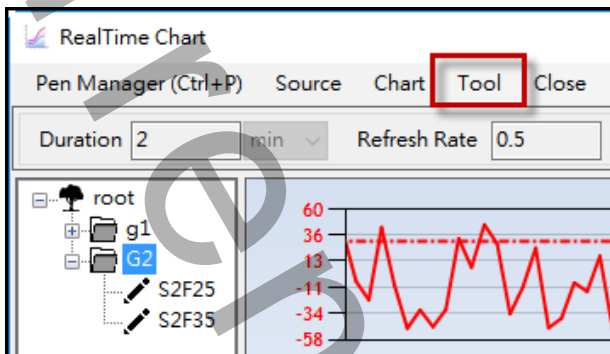 RealTime Chart
Pen Manager (Ctrl+P) Source Chart Tool Close
Duration 2 min Refresh Rate 0.5
root
g1
G2
S2F25
S2F35
60
36
13
-11
-34
-58